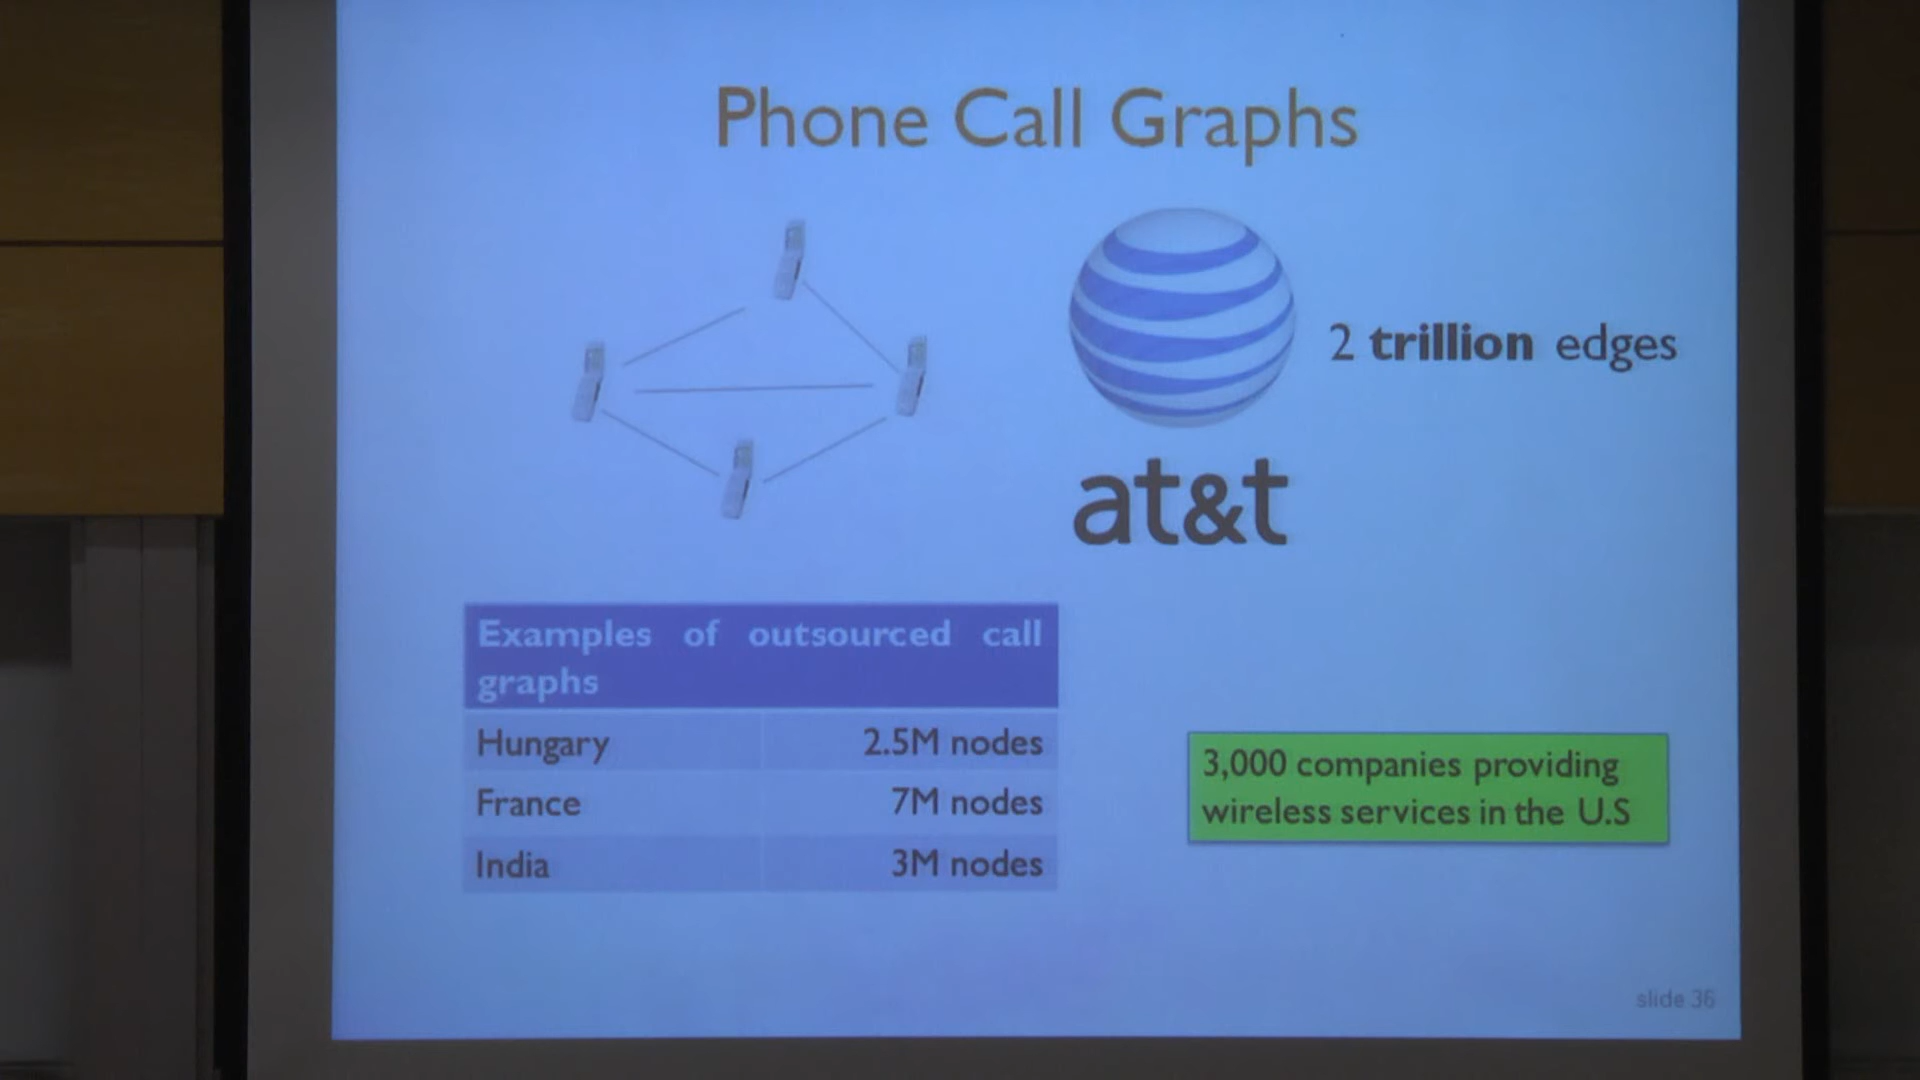 Phone Call Graphs
2 trillion edges
at&t
Examples of outsourced call
graphs
Hungary 2.5M nodes
France 7M nodes
India 3M nodes
3,000 companies providing
wireless services in the U.S
slide 36